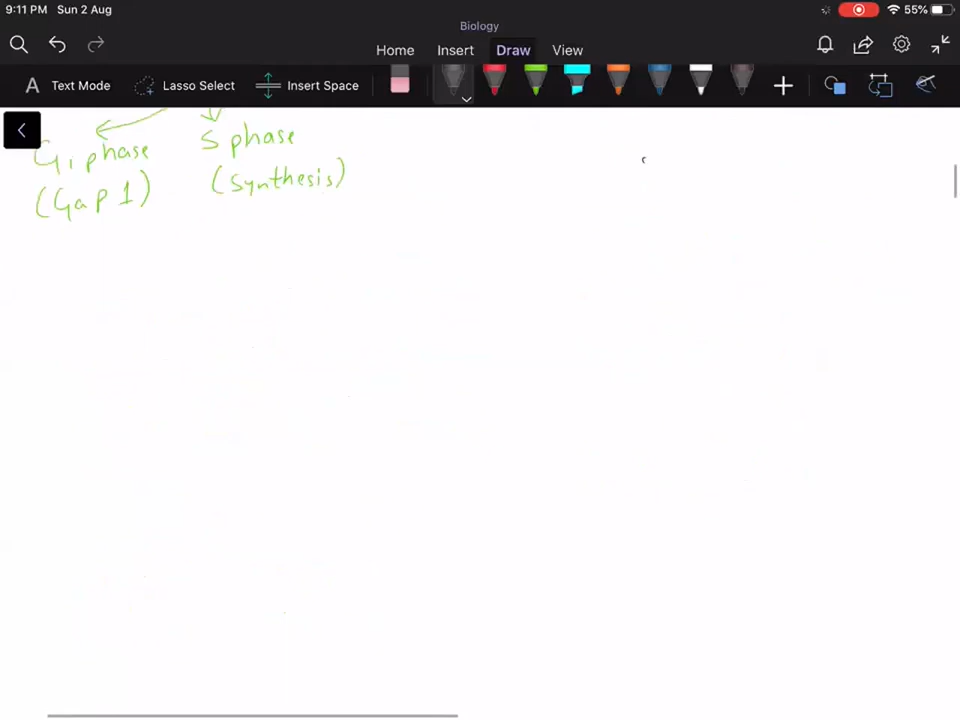 9:11 PM Sun 2 Aug
55%
Biology
Home Insert Draw View
A Text Mode Lasso Select Insert Space
G1 phase
(Gap 1)
S phase
(Synthesis)